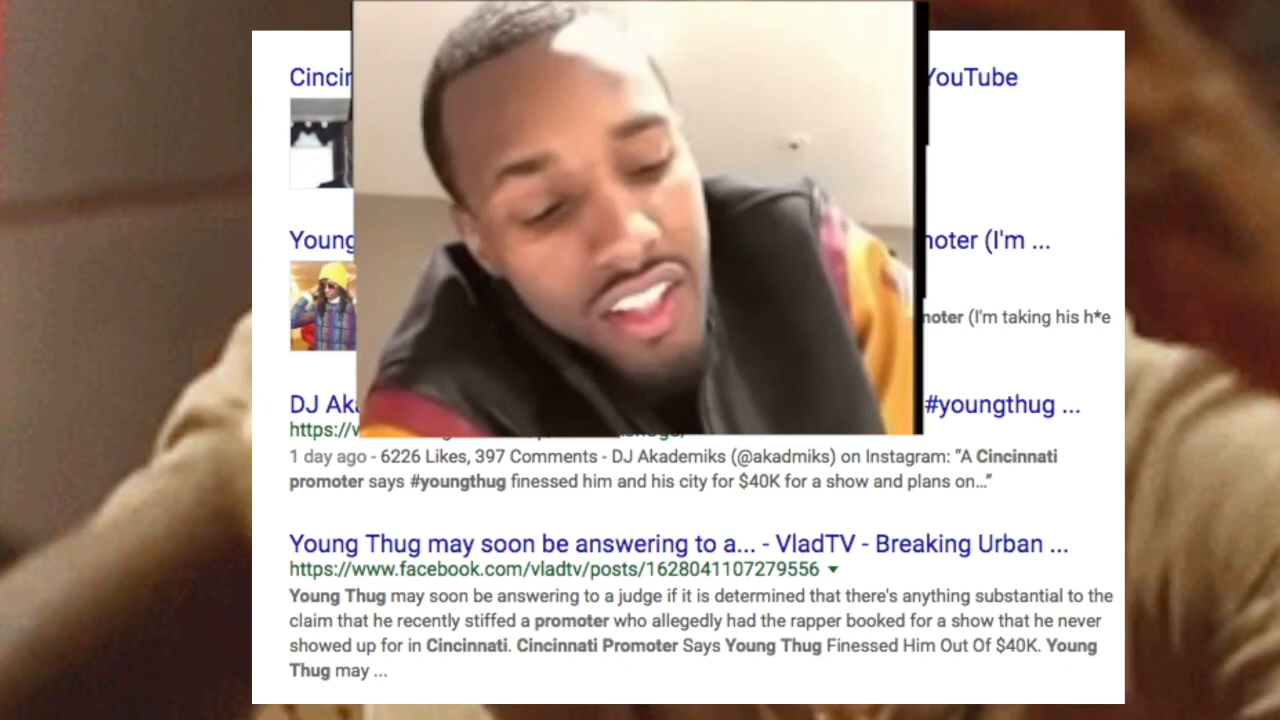 Cincin
YouTube
Young
moter (I'm ...
moter (I'm taking his h*e
DJ Aka
#youngthug ...
https://w
1 day ago - 6226 Likes, 397 Comments - DJ Akademiks (@akadmiks) on Instagram: “A Cincinnati
promoter says #youngthug finessed him and his city for $40K for a show and plans on…”
Young Thug may soon be answering to a... - VladTV - Breaking Urban ...
https://www.facebook.com/vladtv/posts/1628041107279556
Young Thug may soon be answering to a judge if it is determined that there's anything substantial to the
claim that he recently stiffed a promoter who allegedly had the rapper booked for a show that he never
showed up for in Cincinnati. Cincinnati Promoter Says Young Thug Finessed Him Out Of $40K. Young
Thug may ...